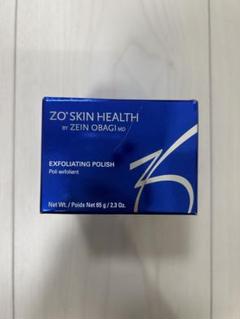 ZO® SKIN HEALTH
BY ZEIN OBAGI MD
EXFOLIATING POLISH
Poli exfoliant
Net Wt. / Poids Net 65 g / 2.3 Oz.